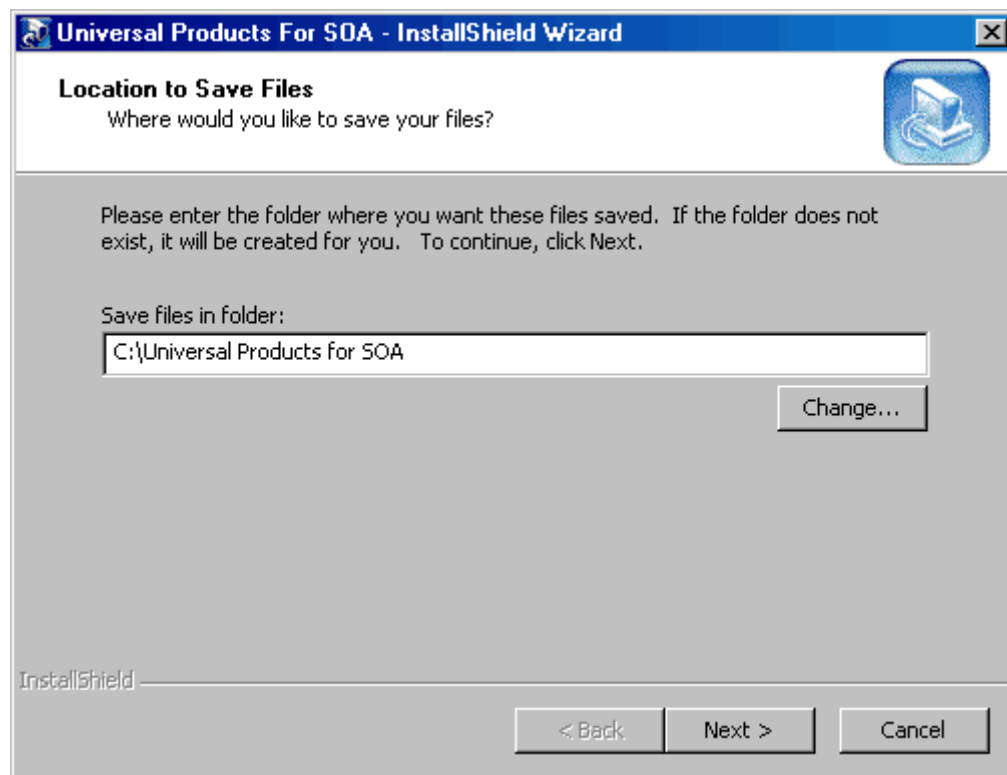 Universal Products For SOA - InstallShield Wizard
Location to Save Files
Where would you like to save your files?
Please enter the folder where you want these files saved.  If the folder does not
exist, it will be created for you.   To continue, click Next.
Save files in folder:
C:\Universal Products for SOA
Change...
InstallShield
< Back
Next >
Cancel